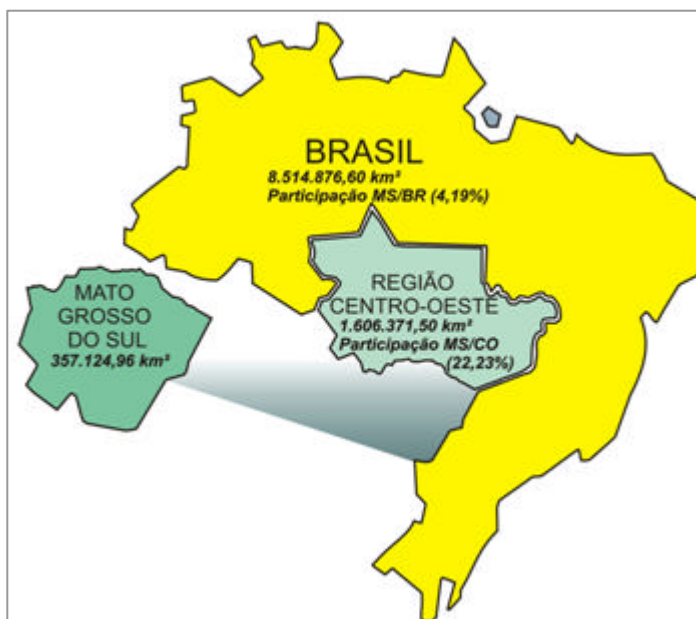 BRASIL
8.514.876,60 km²
Participação MS/BR (4,19%)
MATO
GROSSO
DO SUL
357.124,96 km²
REGIÃO
CENTRO-OESTE
1.606.371,50 km²
Participação MS/CO
(22,23%)